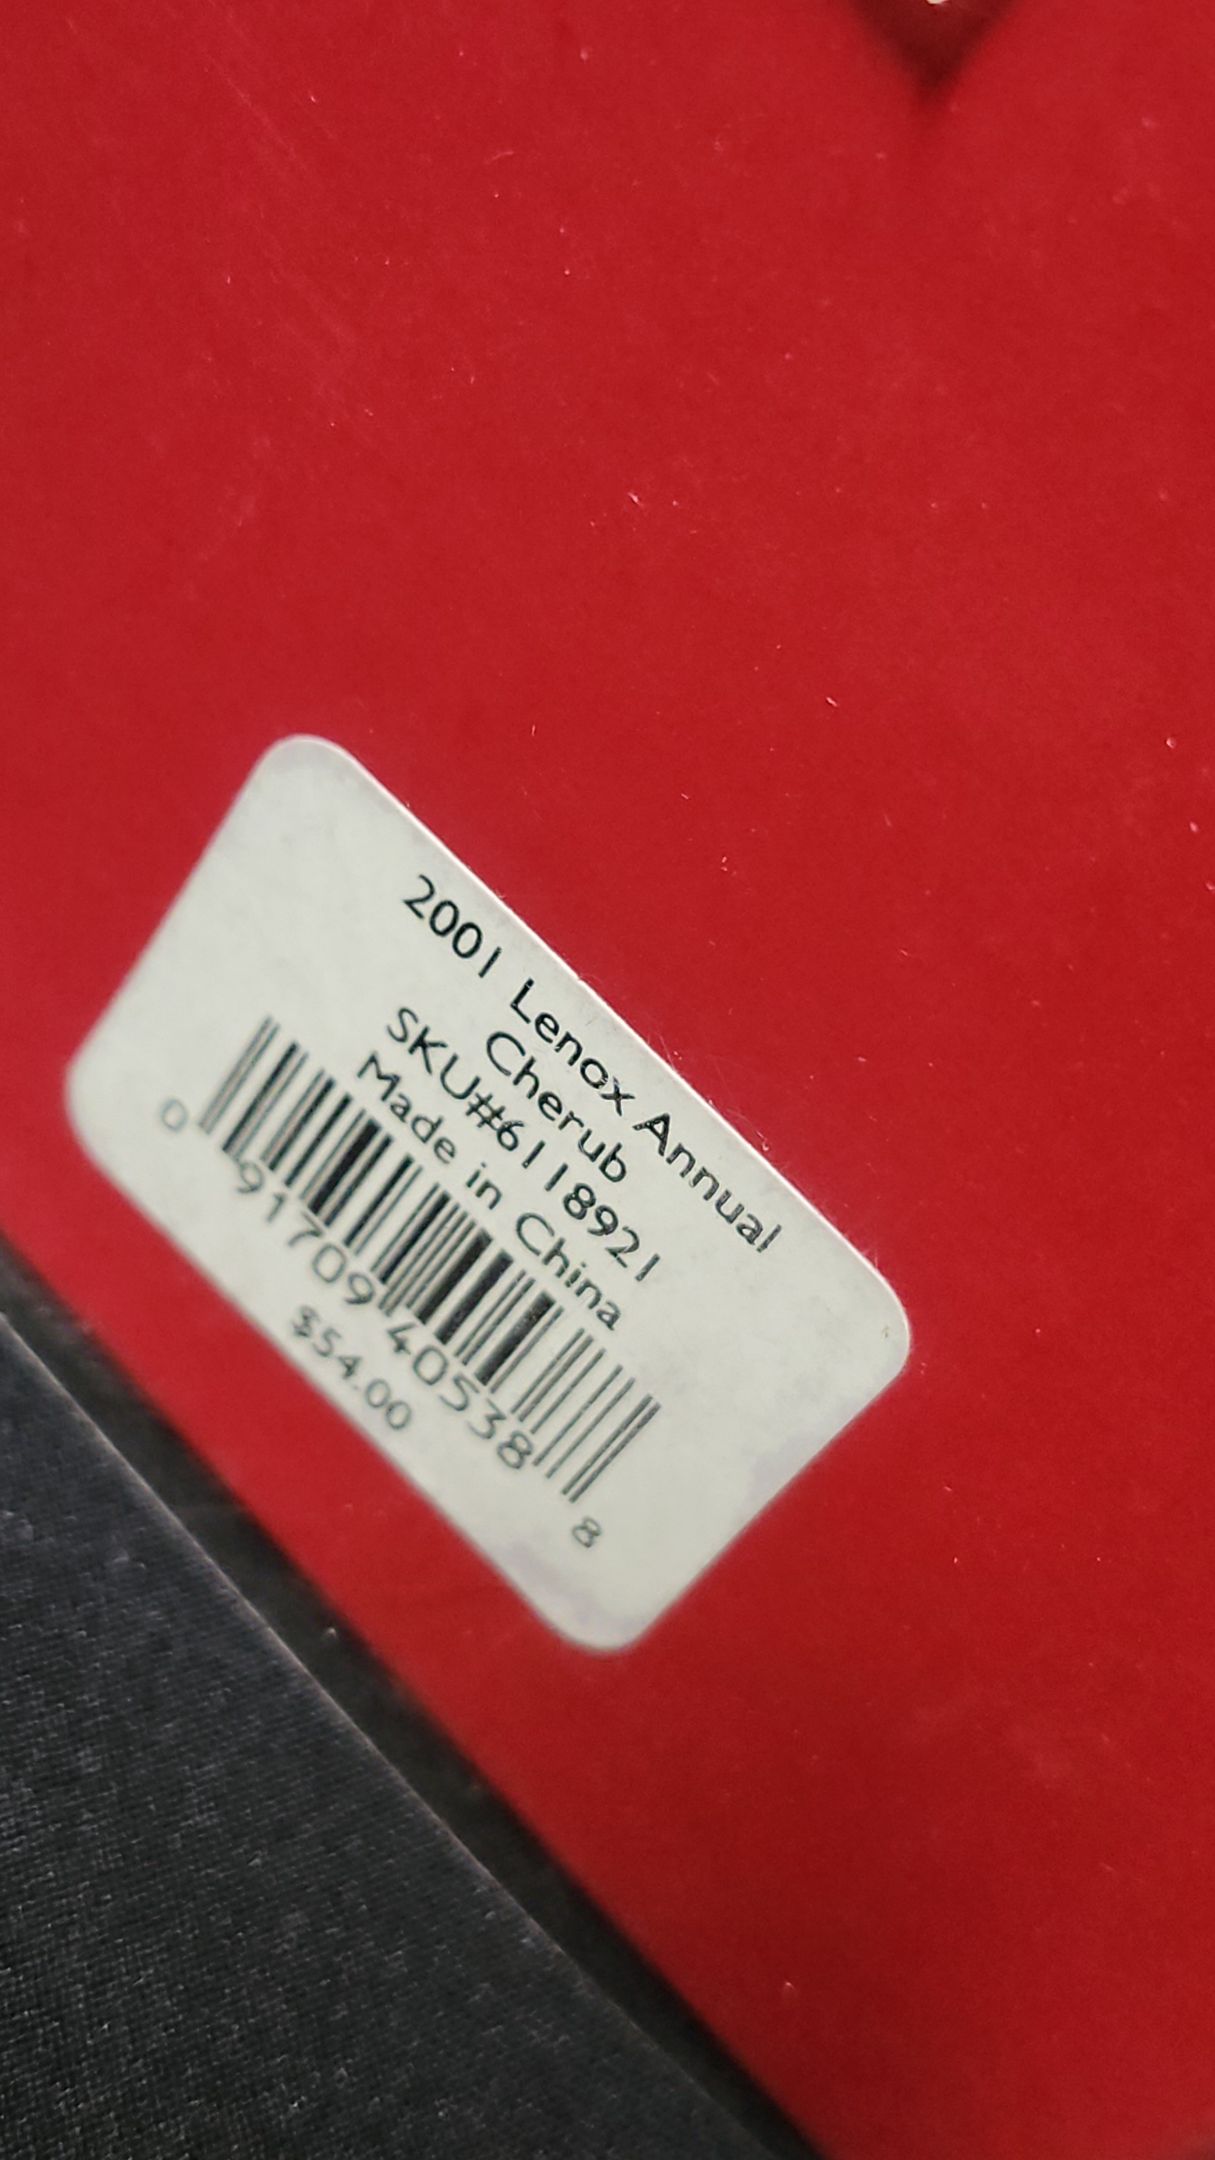 2001 Lenox Annual
Cherub
SKU#6118921
Made in China
0 91709 40538 8
$54.00